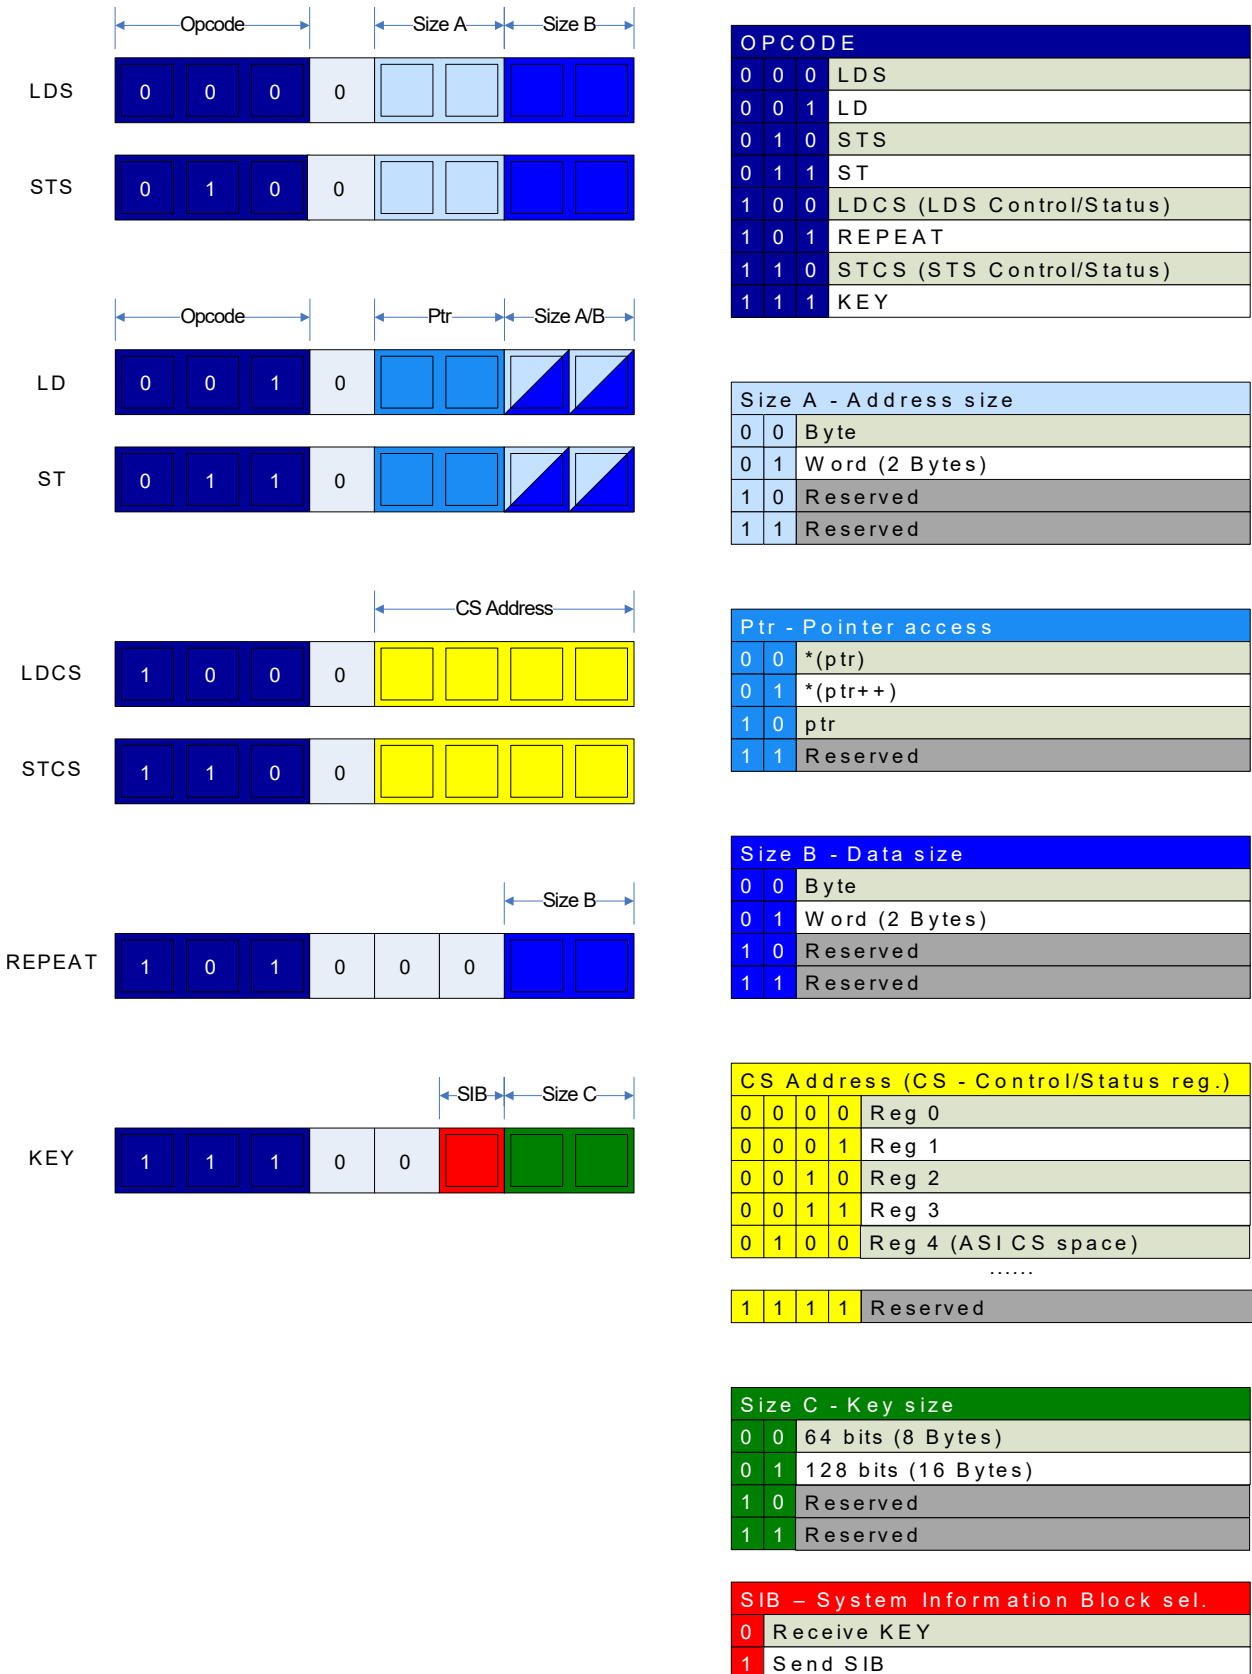 Opcode Size A Size B
LDS 0 0 0 0
STS 0 1 0 0
Opcode Ptr Size A/B
LD 0 0 1 0
ST 0 1 1 0
CS Address
LDCS 1 0 0 0
STCS 1 1 0 0
Size B
REPEAT 1 0 1 0 0 0
SIB Size C
KEY 1 1 1 0 0
OPCODE
0 0 0 LDS
0 0 1 LD
0 1 0 STS
0 1 1 ST
1 0 0 LDCS (LDS Control/Status)
1 0 1 REPEAT
1 1 0 STCS (STS Control/Status)
1 1 1 KEY
Size A - Address size
0 0 Byte
0 1 Word (2 Bytes)
1 0 Reserved
1 1 Reserved
Ptr - Pointer access
0 0 *(ptr)
0 1 *(ptr++)
1 0 ptr
1 1 Reserved
Size B - Data size
0 0 Byte
0 1 Word (2 Bytes)
1 0 Reserved
1 1 Reserved
CS Address (CS - Control/Status reg.)
0 0 0 0 Reg 0
0 0 0 1 Reg 1
0 0 1 0 Reg 2
0 0 1 1 Reg 3
0 1 0 0 Reg 4 (ASI CS space)
......
1 1 1 1 Reserved
Size C - Key size
0 0 64 bits (8 Bytes)
0 1 128 bits (16 Bytes)
1 0 Reserved
1 1 Reserved
SIB – System Information Block sel.
0 Receive KEY
1 Send SIB